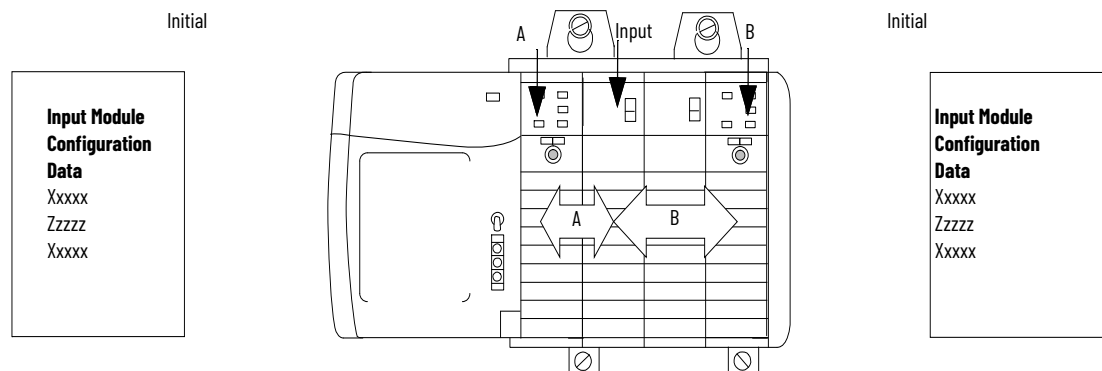 Initial
Initial
A
Input
B
Input Module
Configuration
Data
Xxxxx
Zzzzz
Xxxxx
A
B
Input Module
Configuration
Data
Xxxxx
Zzzzz
Xxxxx